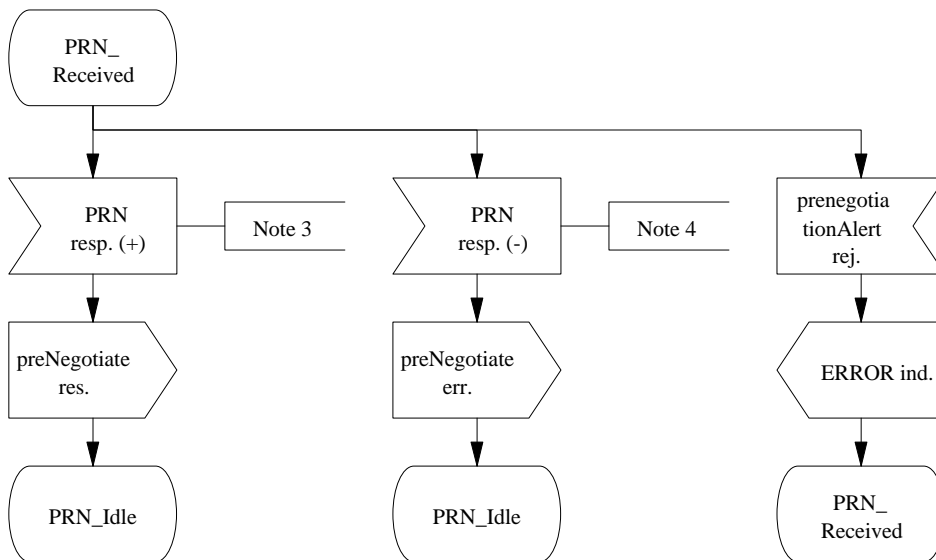 PRN_
Received
PRN
resp. (+)
Note 3
PRN
resp. (-)
Note 4
prenegotia
tionAlert
rej.
preNegotiate
res.
preNegotiate
err.
ERROR ind.
PRN_Idle
PRN_Idle
PRN_
Received